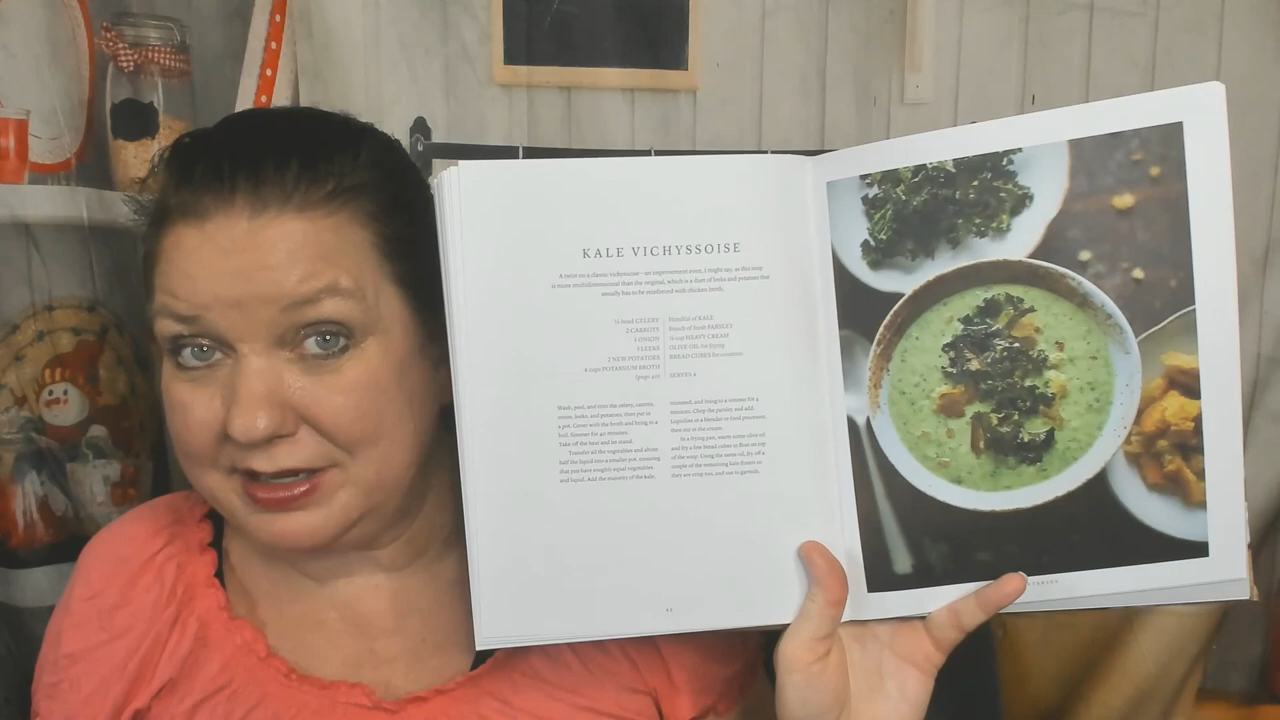 KALE VICHYSSOISE
A twist on a classic vichyssoise—an improvement even, I might say, as this soup
is more multidimensional than the original, which is a duet of leeks and potatoes that
usually has to be reinforced with chicken broth.
½ head CELERY
2 CARROTS
1 ONION
3 LEEKS
2 NEW POTATOES
6 cups POTASSIUM BROTH
(page 42)
Handful of KALE
Bunch of fresh PARSLEY
¼ cup HEAVY CREAM
OLIVE OIL for frying
BREAD CUBES for croutons
SERVES 4
Wash, peel, and trim the celery, carrots,
onion, leeks, and potatoes, then put in
a pot. Cover with the broth and bring to a
boil. Simmer for 40 minutes.
Take off the heat and let stand.
Transfer all the vegetables and about
half the liquid into a smaller pot, ensuring
that you have roughly equal vegetables
and liquid. Add the majority of the kale,
stemmed, and bring to a simmer for 4
minutes. Chop the parsley and add.
Liquidize in a blender or food processor,
then stir in the cream.
In a frying pan, warm some olive oil
and fry a few bread cubes to float on top
of the soup. Using the same oil, fry off a
couple of the remaining kale leaves so
they are crisp too, and use to garnish.